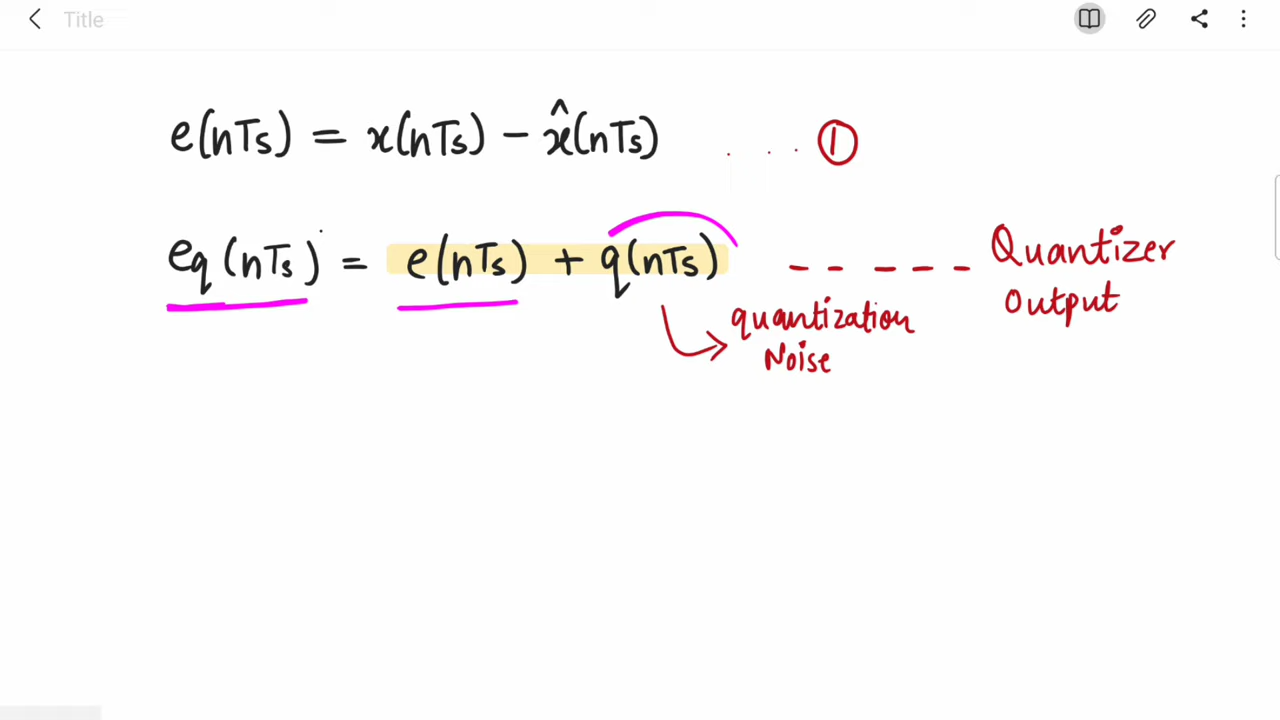 Title
e(nTs) = x(nTs) - x̂(nTs) . . . ①
eq(nTs) = e(nTs) + q(nTs) - - - - - Quantizer
Output
quantization
Noise